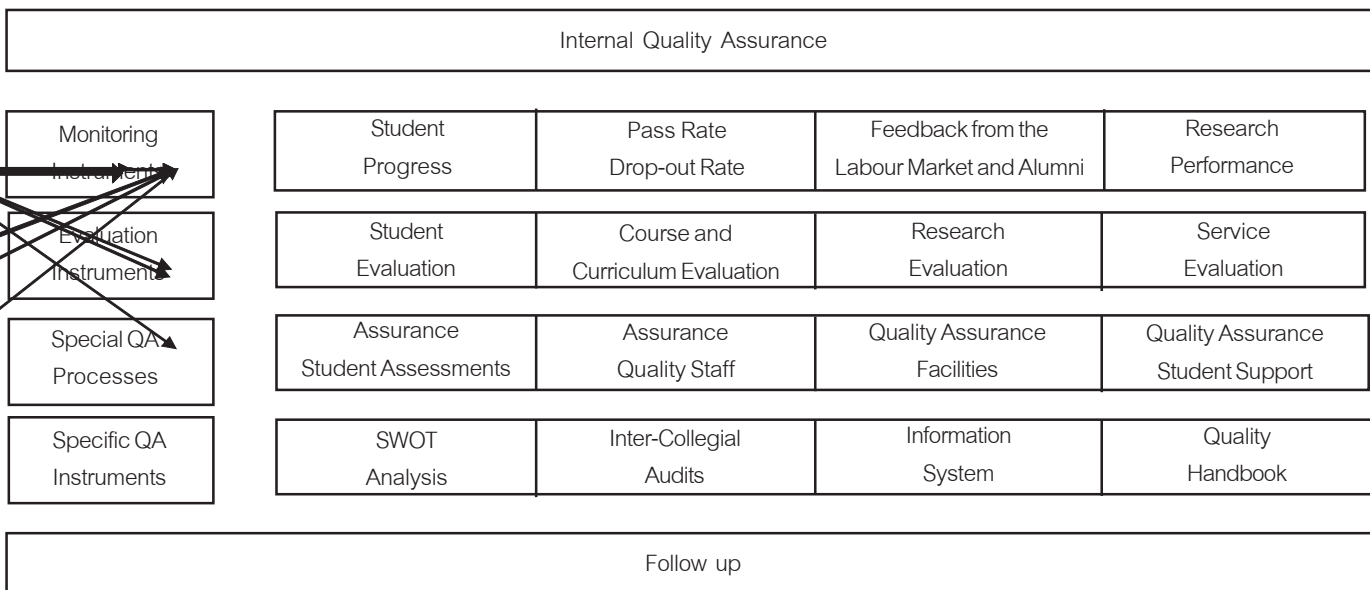 Internal Quality Assurance
Monitoring
Instruments
Student
Progress
Pass Rate
Drop-out Rate
Feedback from the
Labour Market and Alumni
Research
Performance
Evaluation
Instruments
Student
Evaluation
Course and
Curriculum Evaluation
Research
Evaluation
Service
Evaluation
Special QA
Processes
Assurance
Student Assessments
Assurance
Quality Staff
Quality Assurance
Facilities
Quality Assurance
Student Support
Specific QA
Instruments
SWOT
Analysis
Inter-Collegial
Audits
Information
System
Quality
Handbook
Follow up